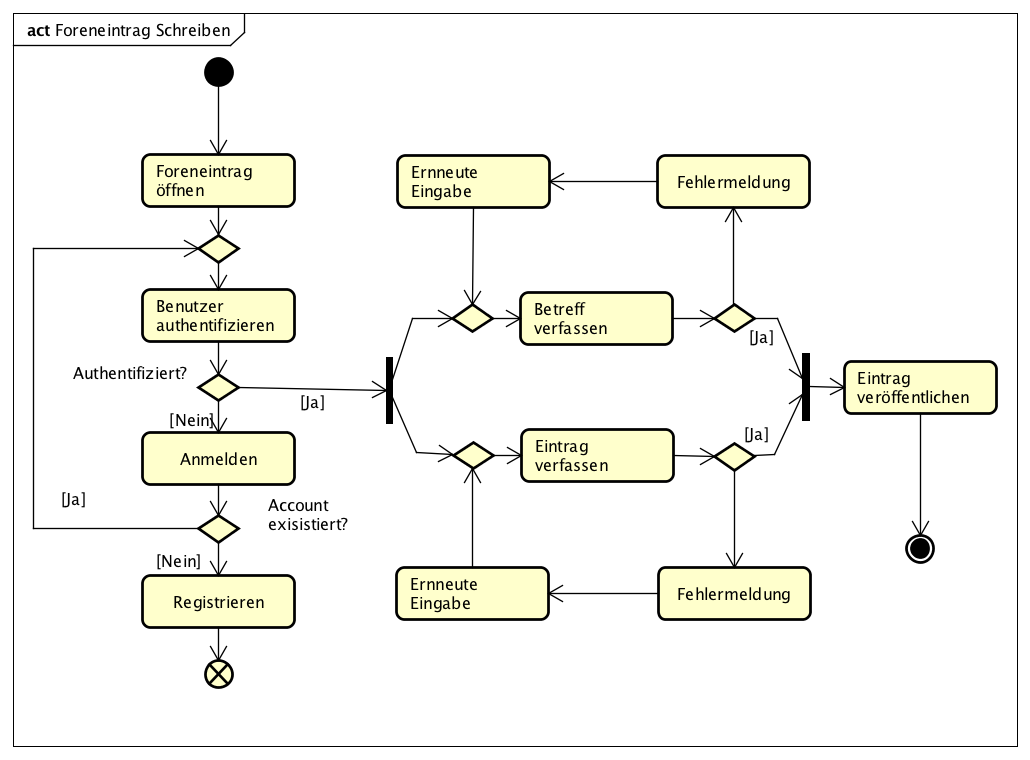 act Foreneintrag Schreiben
Foreneintrag
öffnen
Benutzer
authentifizieren
Authentifiziert?
[Ja]
[Nein]
Anmelden
[Ja]
Account
exisistiert?
[Nein]
Registrieren
Ernneute
Eingabe
Fehlermeldung
Betreff
verfassen
[Ja]
Eintrag
verfassen
[Ja]
Ernneute
Eingabe
Fehlermeldung
Eintrag
veröffentlichen